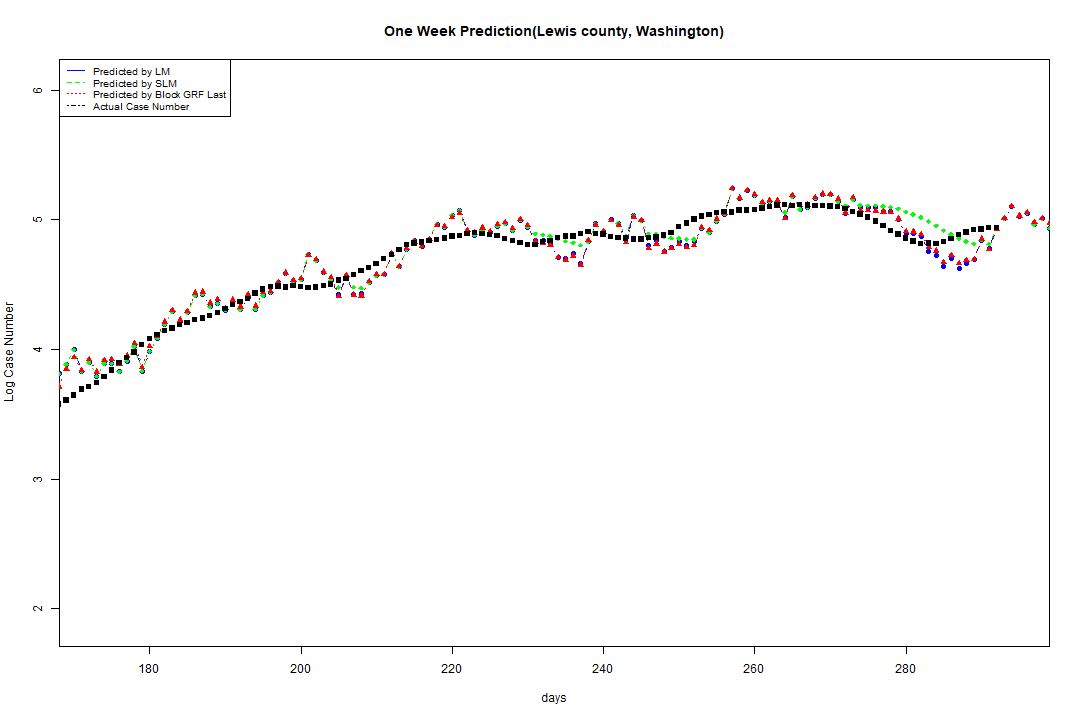 One Week Prediction(Lewis county, Washington)
Predicted by LM
Predicted by SLM
Predicted by Block GRF Last
Actual Case Number
6
5
4
3
2
Log Case Number
180 200 220 240 260 280
days